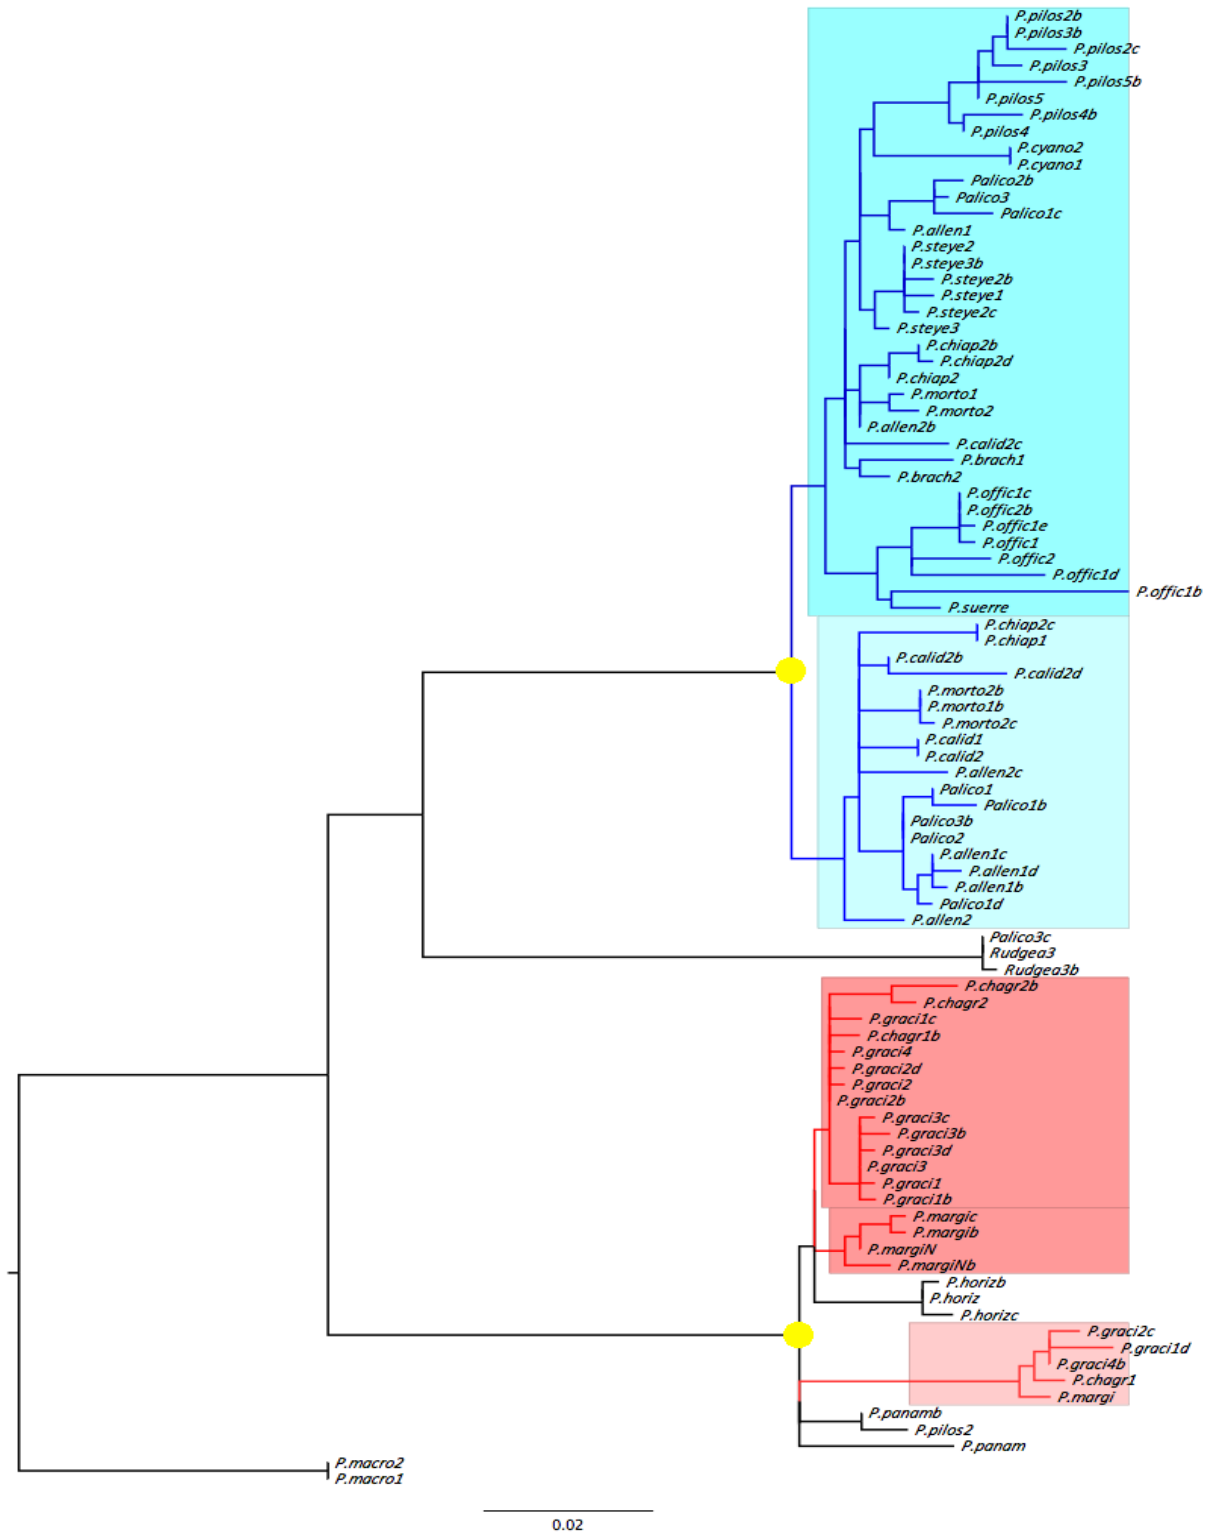 P.pilos2b
P.pilos3b
P.pilos2c
P.pilos3
P.pilos5b
P.pilos5
P.pilos4b
P.pilos4
P.cyano2
P.cyano1
Palico2b
Palico3
Palico1c
P.allen1
P.steye2
P.steye3b
P.steye2b
P.steye1
P.steye2c
P.steye3
P.chiap2b
P.chiap2d
P.chiap2
P.morto1
P.morto2
P.allen2b
P.calid2c
P.brach1
P.brach2
P.offic1c
P.offic2b
P.offic1e
P.offic1
P.offic2
P.offic1d
P.offic1b
P.suerre
P.chiap2c
P.chiap1
P.calid2b
P.calid2d
P.morto2b
P.morto1b
P.morto2c
P.calid1
P.calid2
P.allen2c
Palico1
Palico1b
Palico3b
Palico2
P.allen1c
P.allen1d
P.allen1b
Palico1d
P.allen2
Palico3c
Rudgea3
Rudgea3b
P.chagr2b
P.chagr2
P.graci1c
P.chagr1b
P.graci4
P.graci2d
P.graci2
P.graci2b
P.graci3c
P.graci3b
P.graci3d
P.graci3
P.graci1
P.graci1b
P.margic
P.margib
P.margiN
P.margiNb
P.horizb
P.horiz
P.horizc
P.graci2c
P.graci1d
P.graci4b
P.chagr1
P.margi
P.panamb
P.pilos2
P.panam
P.macro2
P.macro1
0.02